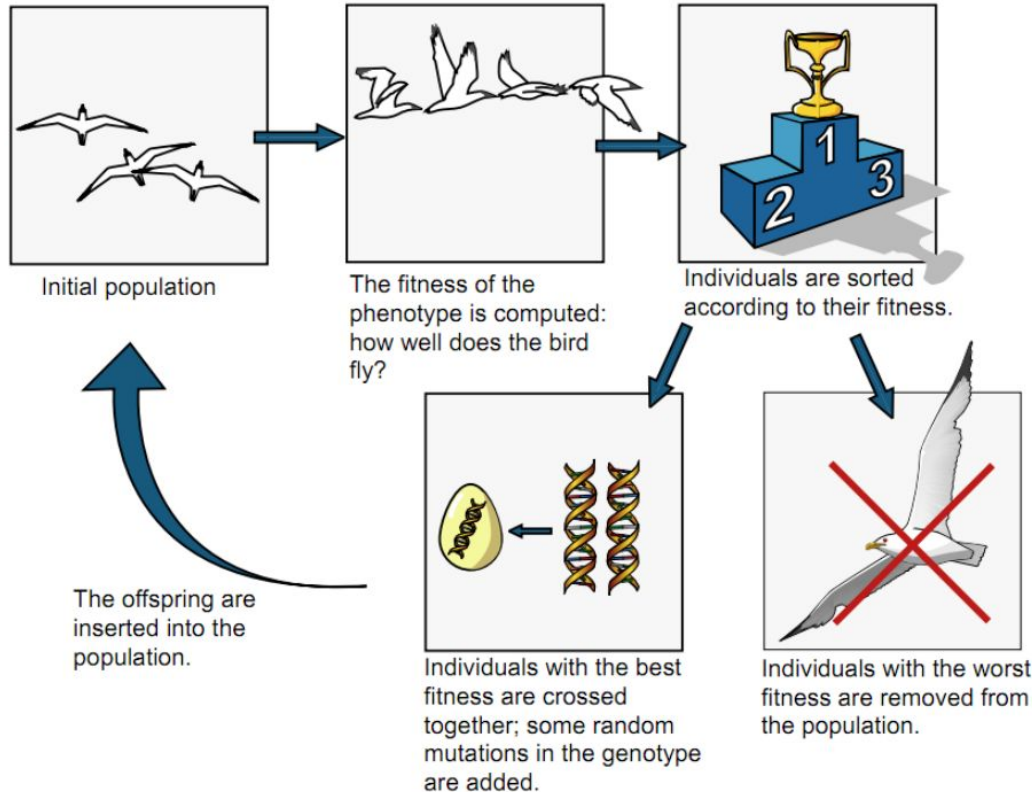 1
2
3
Initial population
The fitness of the
phenotype is computed:
how well does the bird
fly?
Individuals are sorted
according to their fitness.
The offspring are
inserted into the
population.
Individuals with the best
fitness are crossed
together; some random
mutations in the genotype
are added.
Individuals with the worst
fitness are removed from
the population.